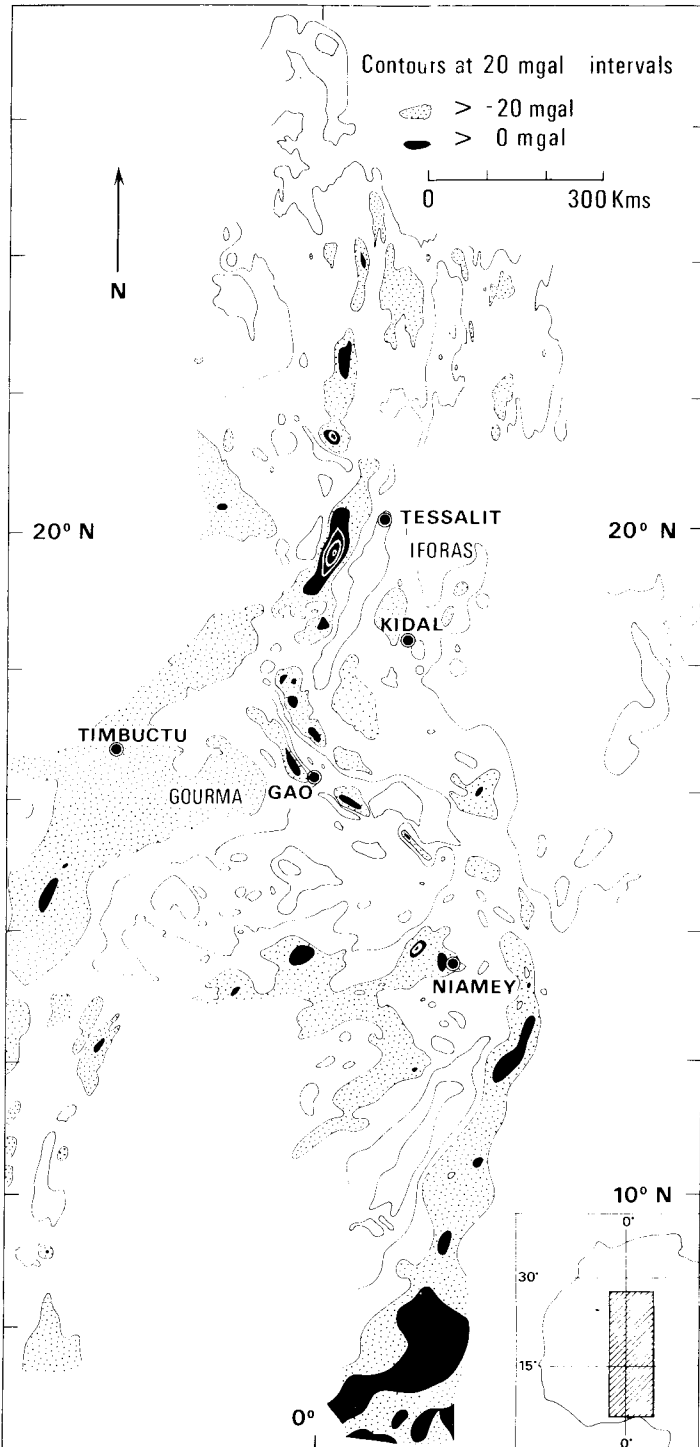 Contours at 20 mgal intervals
> -20 mgal
> 0 mgal
0 300 Kms
N
20° N
TESSALIT
20° N
IFORAS
KIDAL
TIMBUCTU
GOURMA
GAO
NIAMEY
10° N
0°
30°
15°
0°
0°